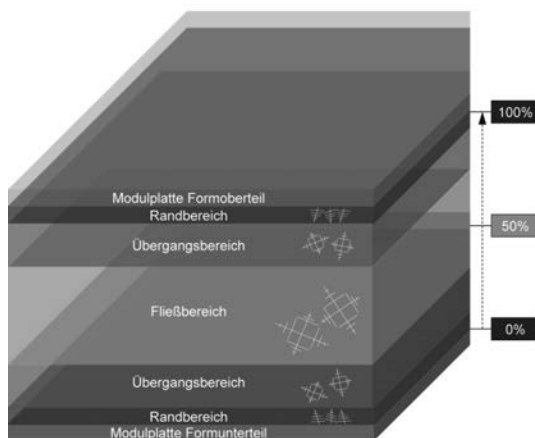 100%
Modulplatte Formoberteil
Randbereich
50%
Übergangsbereich
Fließbereich
0%
Übergangsbereich
Randbereich
Modulplatte Formunterteil